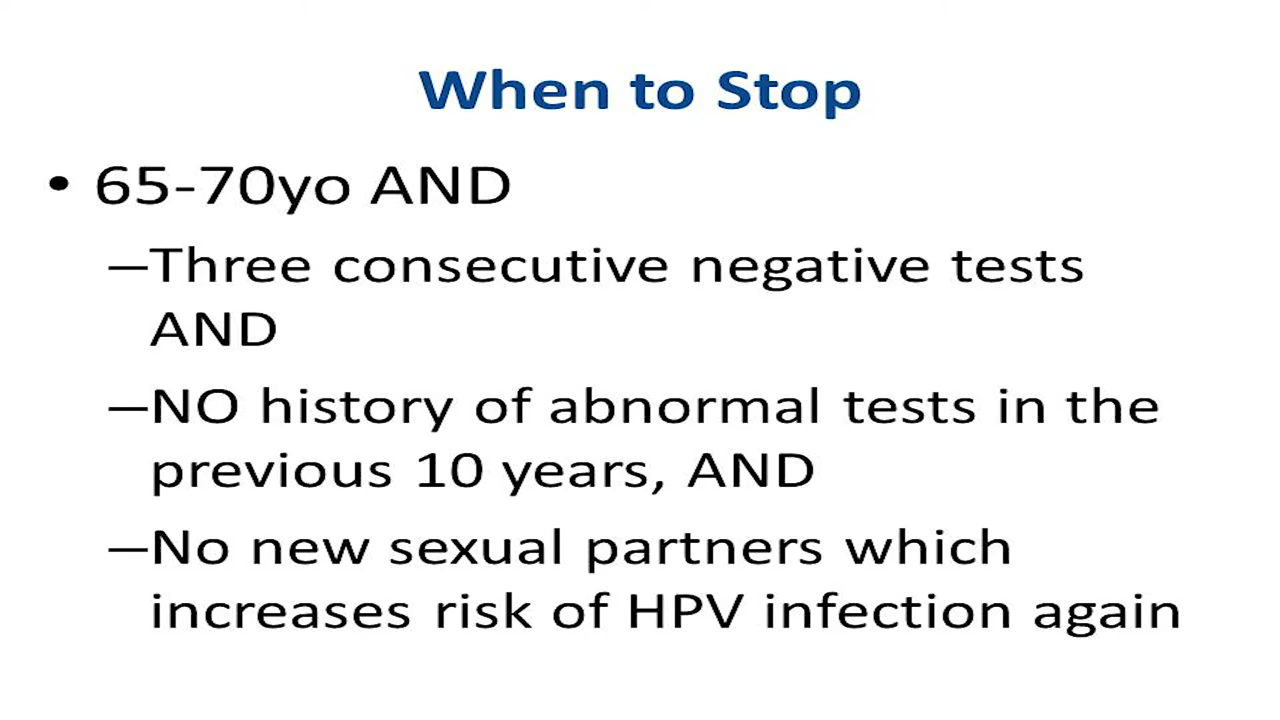 When to Stop
• 65-70yo AND
–Three consecutive negative tests
AND
–NO history of abnormal tests in the
previous 10 years, AND
–No new sexual partners which
increases risk of HPV infection again